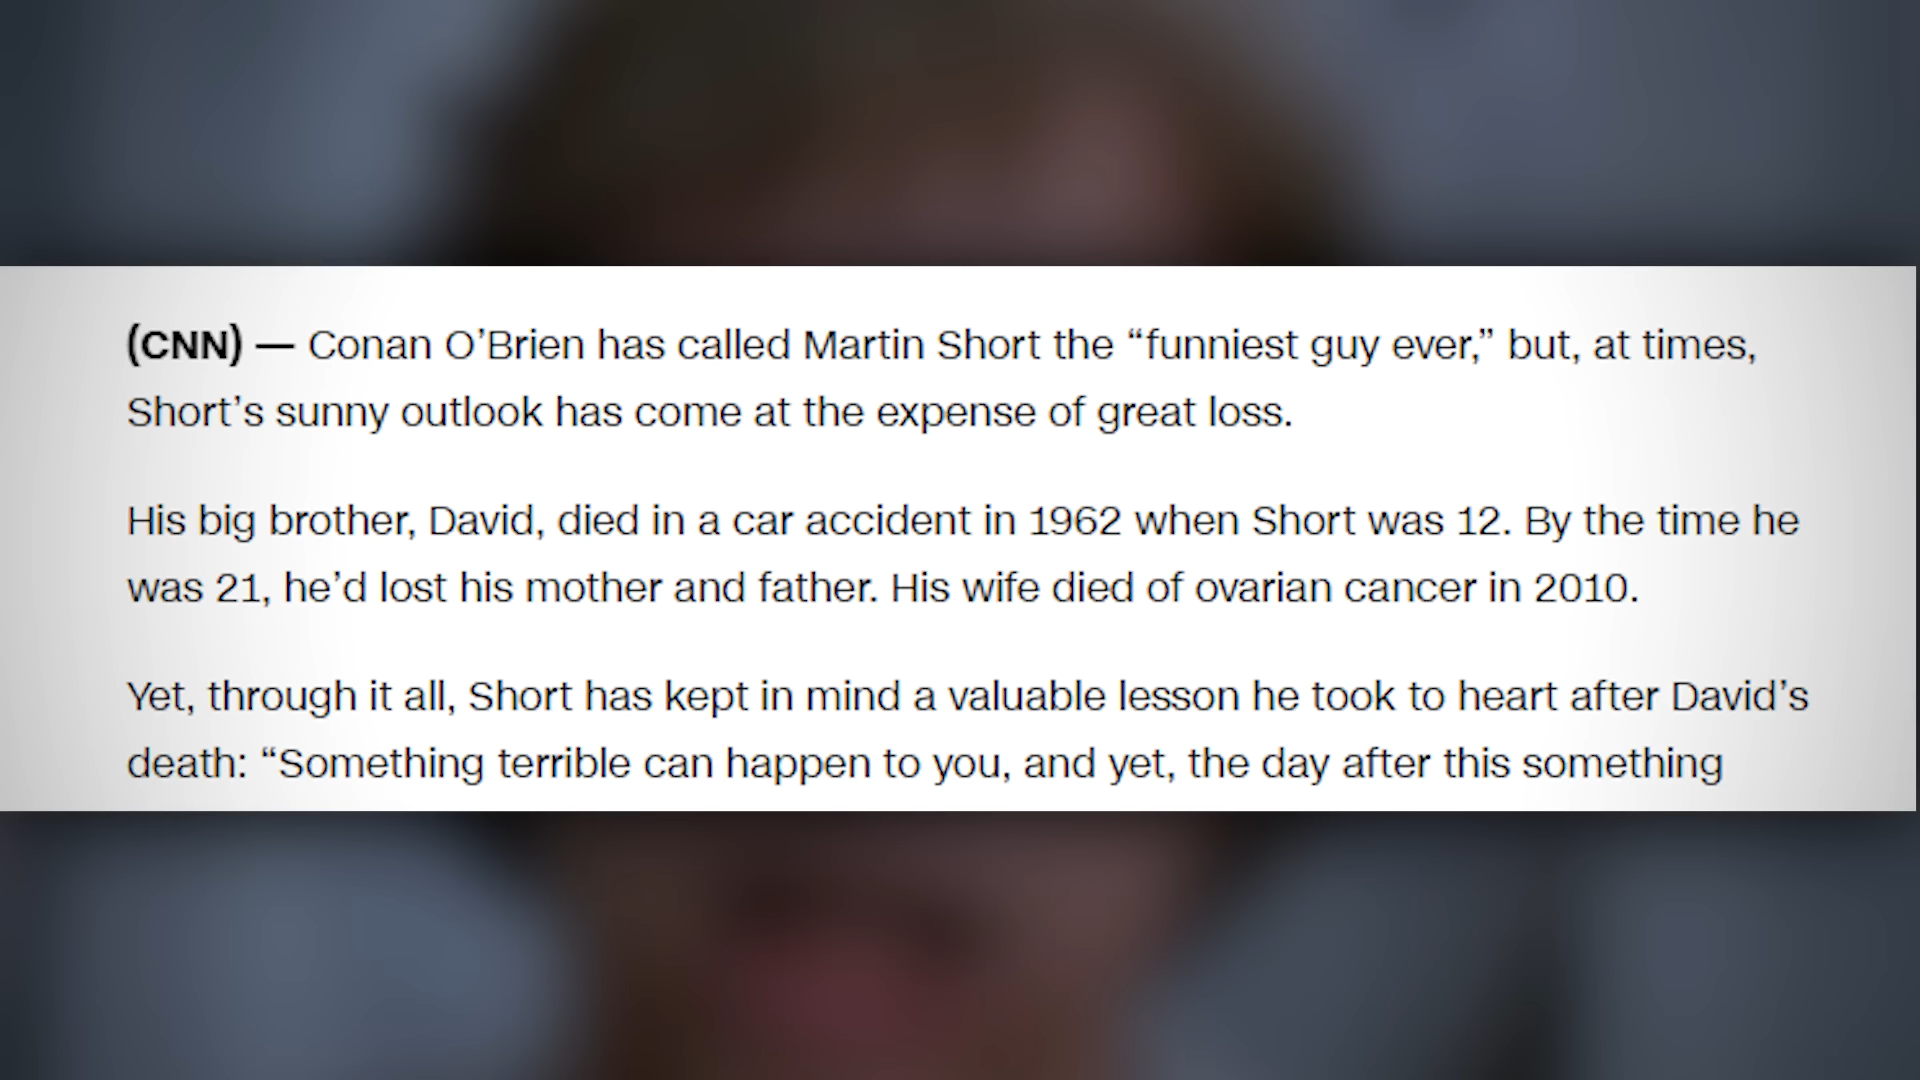 (CNN) — Conan O’Brien has called Martin Short the “funniest guy ever,” but, at times,
Short’s sunny outlook has come at the expense of great loss.
His big brother, David, died in a car accident in 1962 when Short was 12. By the time he
was 21, he’d lost his mother and father. His wife died of ovarian cancer in 2010.
Yet, through it all, Short has kept in mind a valuable lesson he took to heart after David’s
death: “Something terrible can happen to you, and yet, the day after this something